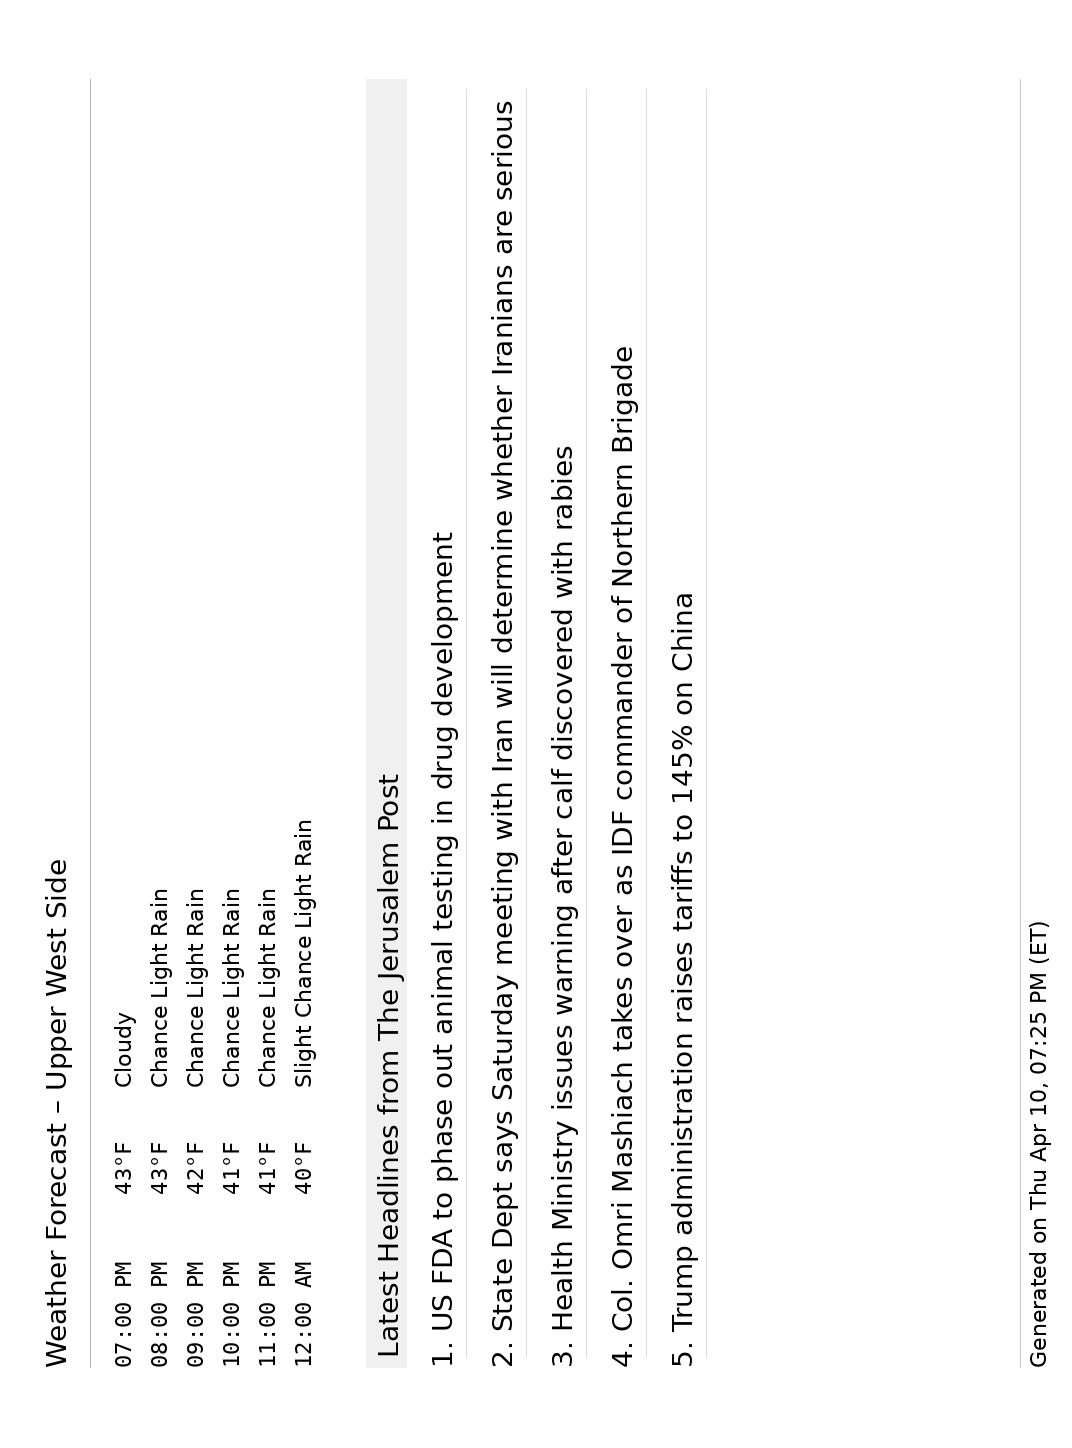 Weather Forecast – Upper West Side
07:00 PM 43°F Cloudy
08:00 PM 43°F Chance Light Rain
09:00 PM 42°F Chance Light Rain
10:00 PM 41°F Chance Light Rain
11:00 PM 41°F Chance Light Rain
12:00 AM 40°F Slight Chance Light Rain
Latest Headlines from The Jerusalem Post
1. US FDA to phase out animal testing in drug development
2. State Dept says Saturday meeting with Iran will determine whether Iranians are serious
3. Health Ministry issues warning after calf discovered with rabies
4. Col. Omri Mashiach takes over as IDF commander of Northern Brigade
5. Trump administration raises tariffs to 145% on China
Generated on Thu Apr 10, 07:25 PM (ET)